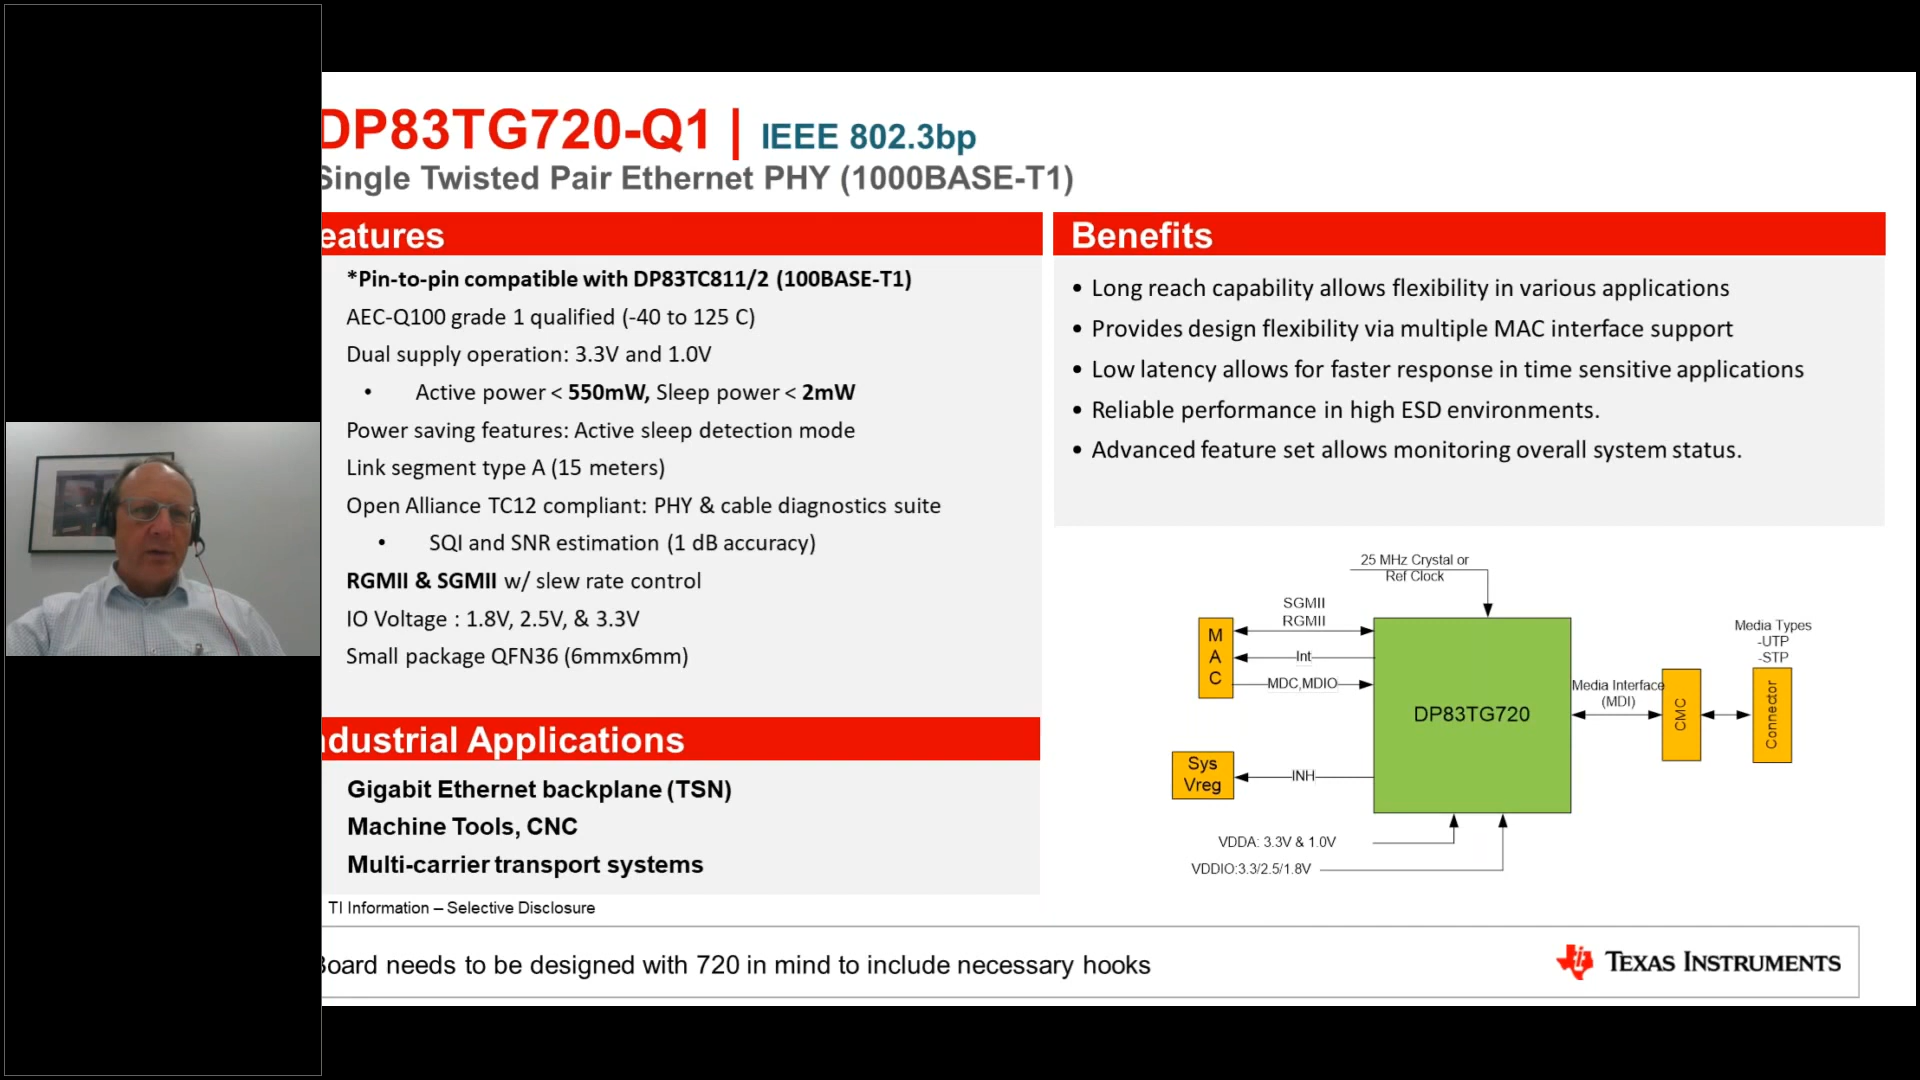 DP83TG720-Q1 | IEEE 802.3bp
Single Twisted Pair Ethernet PHY (1000BASE-T1)
eatures
*Pin-to-pin compatible with DP83TC811/2 (100BASE-T1)
AEC-Q100 grade 1 qualified (-40 to 125 C)
Dual supply operation: 3.3V and 1.0V
• Active power < 550mW, Sleep power < 2mW
Power saving features: Active sleep detection mode
Link segment type A (15 meters)
Open Alliance TC12 compliant: PHY & cable diagnostics suite
• SQI and SNR estimation (1 dB accuracy)
RGMII & SGMII w/ slew rate control
IO Voltage : 1.8V, 2.5V, & 3.3V
Small package QFN36 (6mmx6mm)
ndustrial Applications
Gigabit Ethernet backplane (TSN)
Machine Tools, CNC
Multi-carrier transport systems
Benefits
• Long reach capability allows flexibility in various applications
• Provides design flexibility via multiple MAC interface support
• Low latency allows for faster response in time sensitive applications
• Reliable performance in high ESD environments.
• Advanced feature set allows monitoring overall system status.
25 MHz Crystal or
Ref Clock
SGMII
RGMII
MAC
Int
MDC,MDIO
DP83TG720
Media Interface
(MDI)
CMC
Media Types
-UTP
-STP
Connector
Sys
Vreg
INH
VDDA: 3.3V & 1.0V
VDDIO:3.3/2.5/1.8V
TI Information – Selective Disclosure
Board needs to be designed with 720 in mind to include necessary hooks
TEXAS INSTRUMENTS